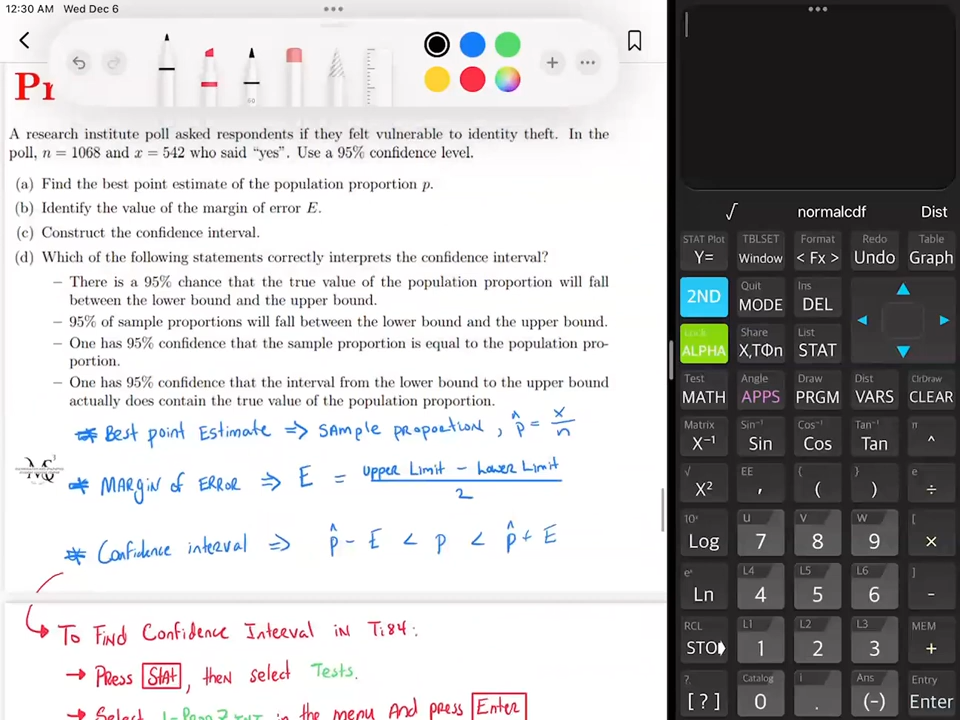 12:30 AM Wed Dec 6
Pr
A research institute poll asked respondents if they felt vulnerable to identity theft. In the
poll, n = 1068 and x = 542 who said “yes”. Use a 95% confidence level.
(a) Find the best point estimate of the population proportion p.
(b) Identify the value of the margin of error E.
(c) Construct the confidence interval.
(d) Which of the following statements correctly interprets the confidence interval?
– There is a 95% chance that the true value of the population proportion will fall
between the lower bound and the upper bound.
– 95% of sample proportions will fall between the lower bound and the upper bound.
– One has 95% confidence that the sample proportion is equal to the population pro-
portion.
– One has 95% confidence that the interval from the lower bound to the upper bound
actually does contain the true value of the population proportion.
* Best point Estimate ⇒ Sample proportion, p̂ = x/n
* Margin of Error ⇒ E = (Upper Limit − Lower Limit)/2
* Confidence interval ⇒ p̂ − E < p < p̂ + E
To Find Confidence Interval in Ti84:
→ Press STAT, then select Tests.
→ Select 1-PropZInt in the menu And press Enter
√ normalcdf Dist
STAT Plot TBLSET Format Redo Table
Y= Window < Fx > Undo Graph
Quit Ins
2ND MODE DEL
Share List
ALPHA X,TΘn STAT
Test Angle Draw Dist ClrDraw
MATH APPS PRGM VARS CLEAR
Matrix Sin⁻¹ Cos⁻¹ Tan⁻¹ π
X⁻¹ Sin Cos Tan ^
√ EE ( ) e
X² , ( ) ÷
10ˣ U V W [
Log 7 8 9 ×
eˣ L4 L5 L6 ]
Ln 4 5 6 -
RCL L1 L2 L3 MEM
STO 1 2 3 +
? Catalog i Ans Entry
[ ? ] 0 . (-) Enter